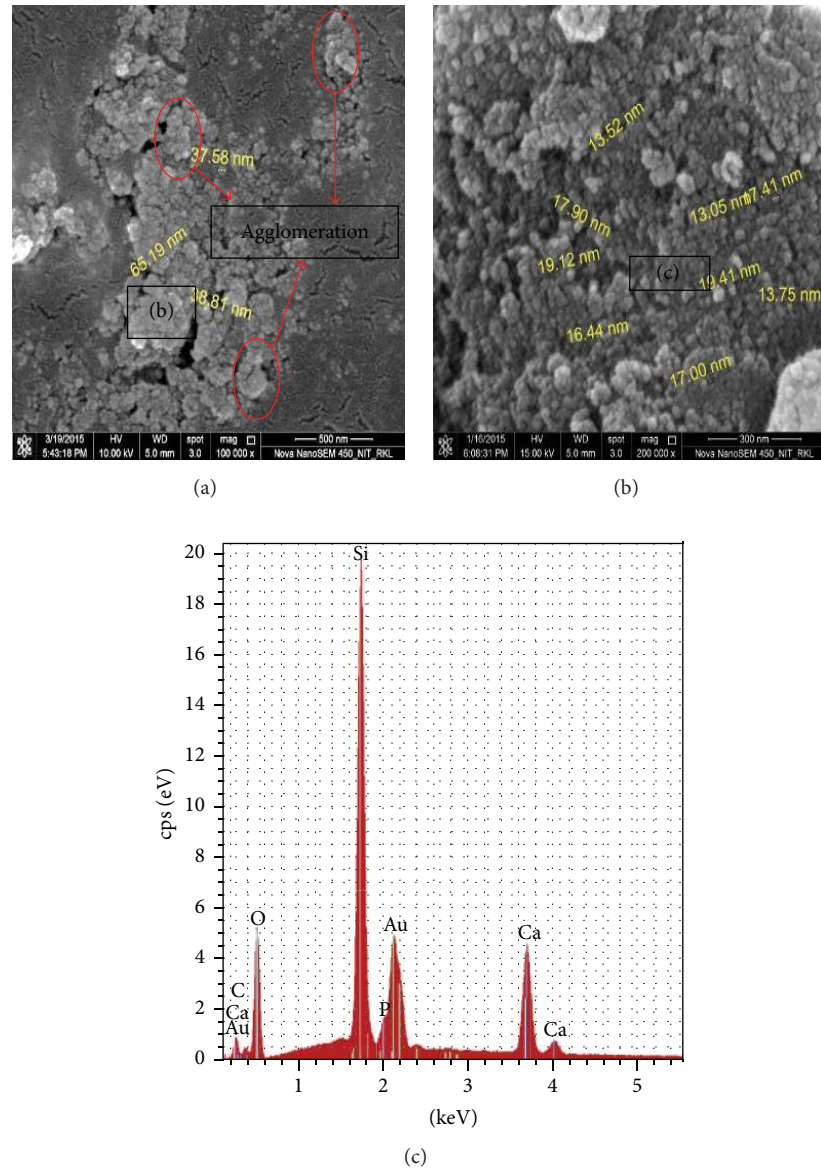 37.58 nm
Agglomeration
65.19 nm
38.81 nm
(b)
3/19/2015 HV WD spot mag □ 500 nm
5:43:18 PM 10.00 kV 5.0 mm 3.0 100 000 x Nova NanoSEM 450_NIT_RKL
(a)
13.52 nm
17.41 nm
13.05 nm
17.90 nm
19.12 nm
(c)
19.41 nm
13.75 nm
16.44 nm
17.00 nm
1/16/2015 HV WD spot mag □ 300 nm
6:08:31 PM 15.00 kV 5.0 mm 3.0 200 000 x Nova NanoSEM 450_NIT_RKL
(b)
20
18
16
14
12
10
8
6
4
2
0
cps (eV)
Si
O
Au
Ca
C
Ca
Au
P
Ca
1 2 3 4 5
(keV)
(c)